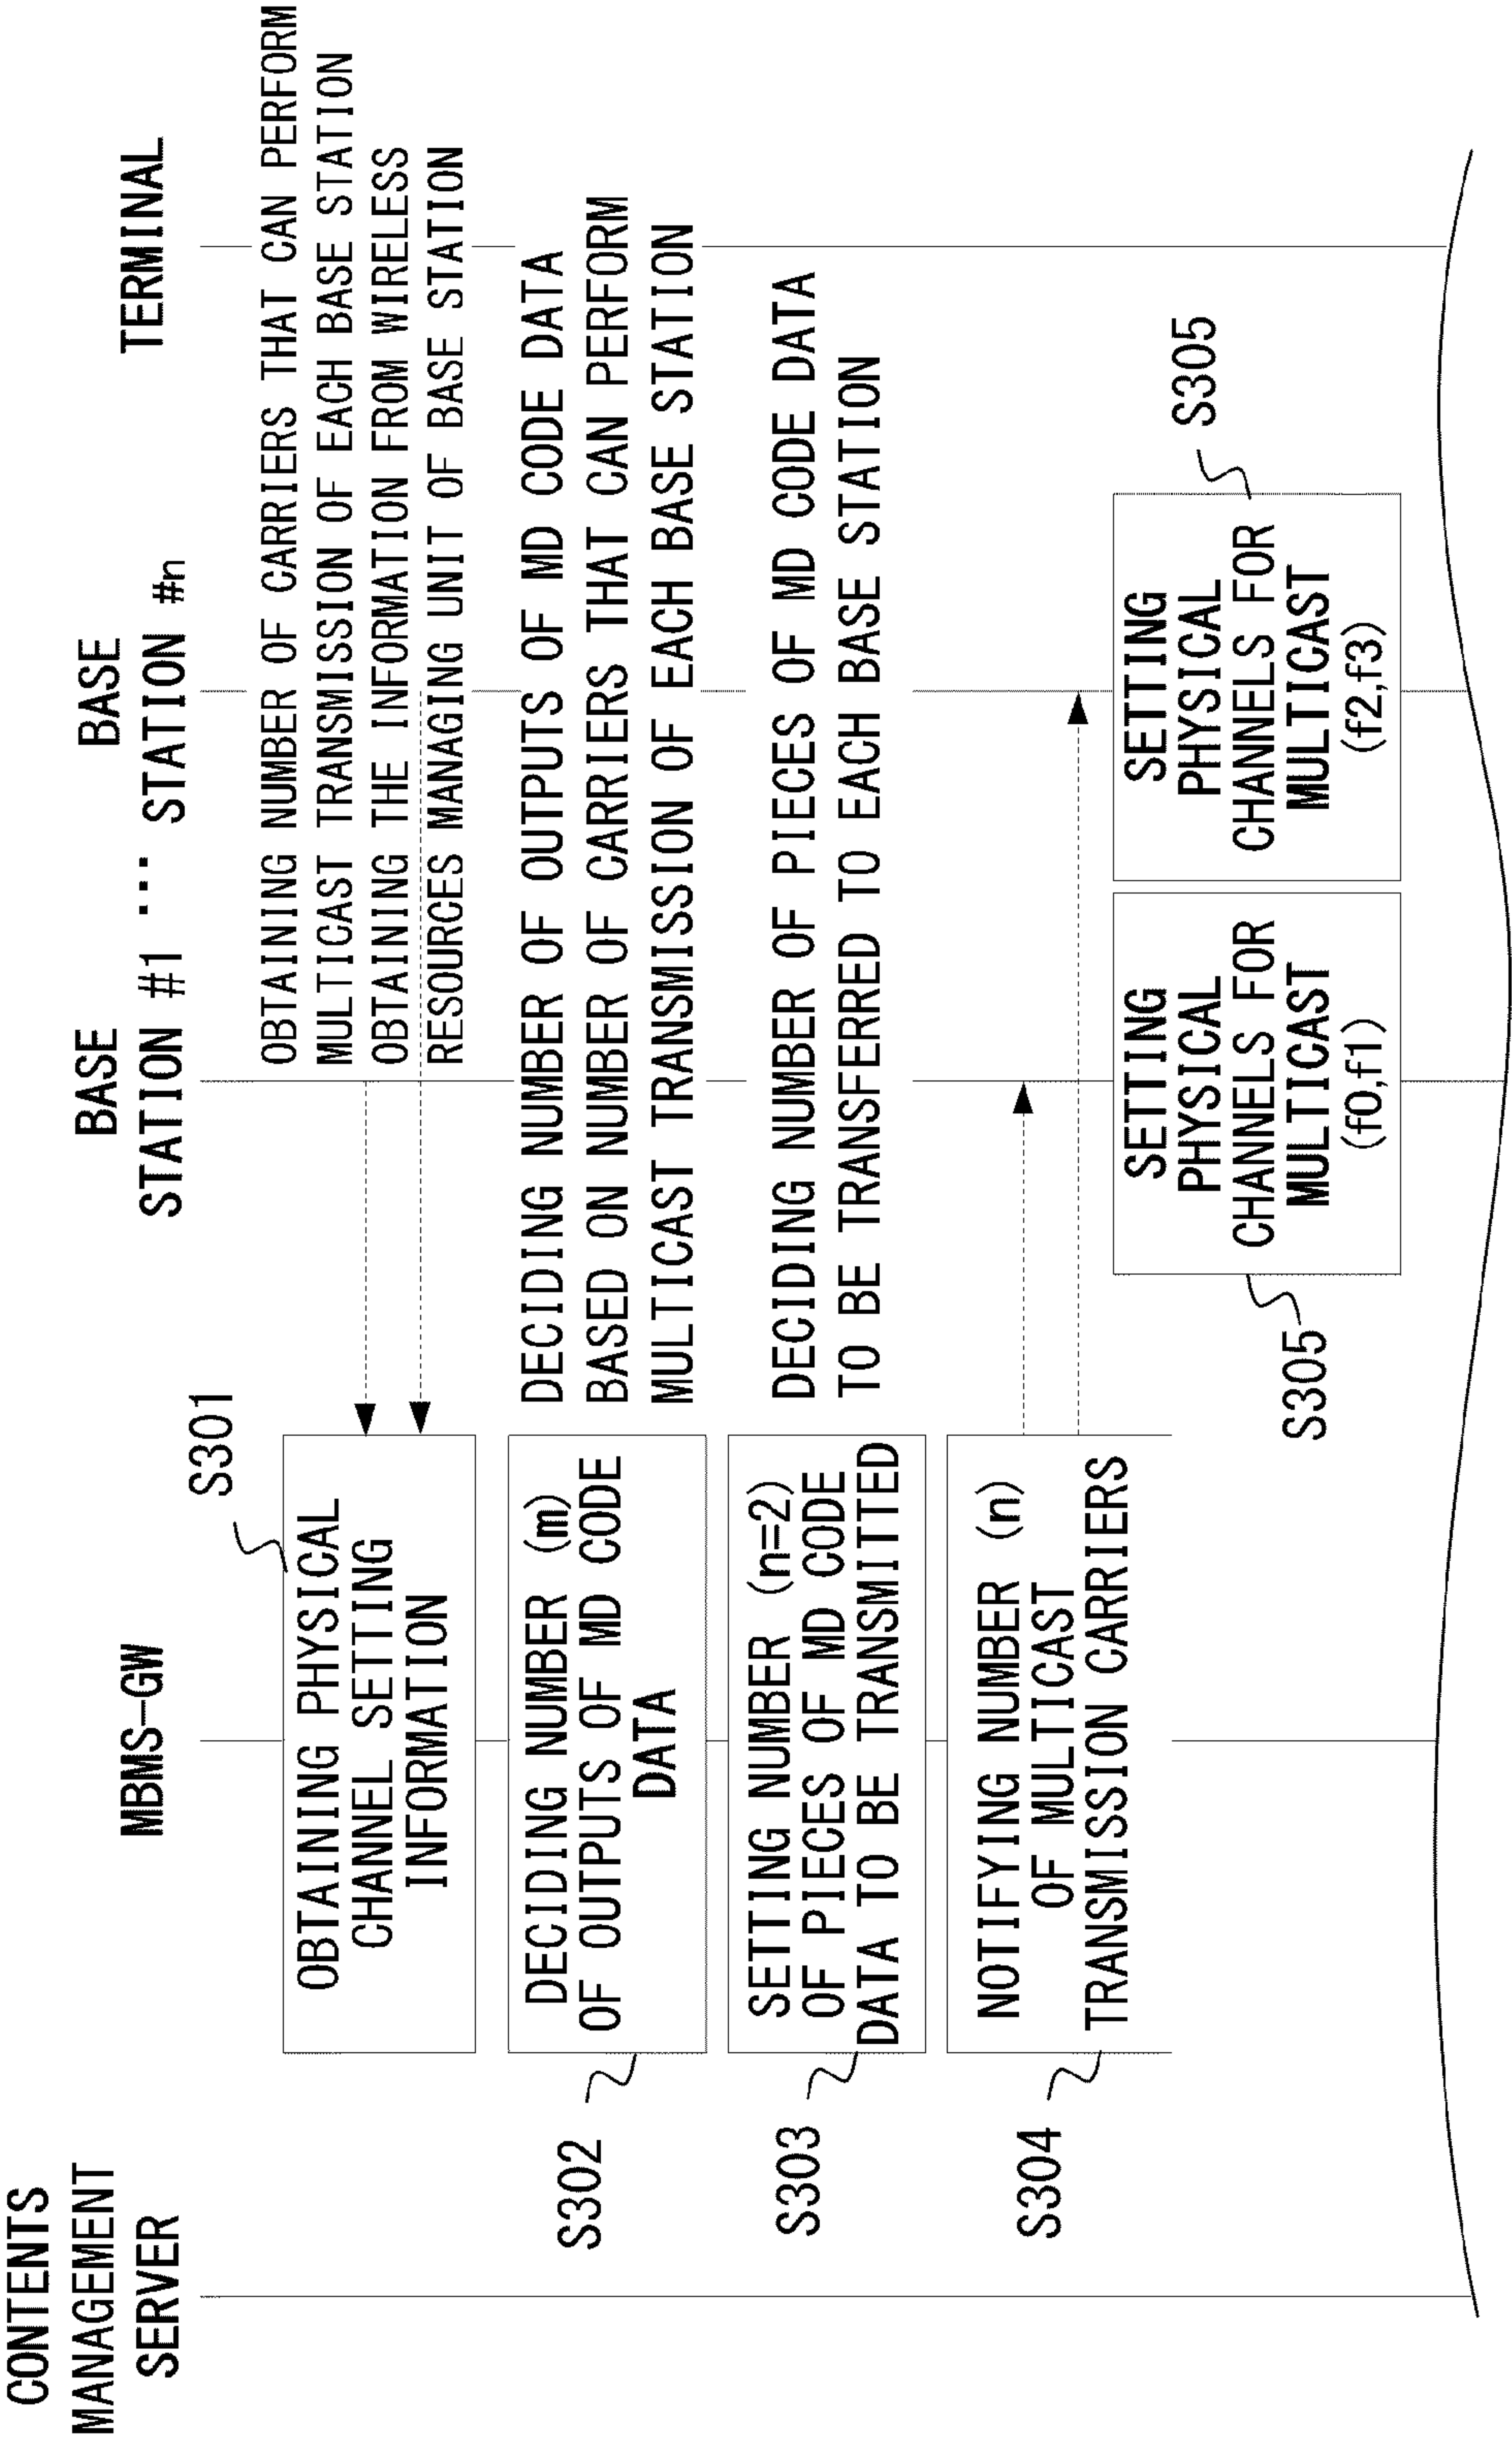 CONTENTS
MANAGEMENT
SERVER
MBMS-GW
BASE
STATION #1 ...
BASE
STATION #n
TERMINAL
S301
OBTAINING PHYSICAL
CHANNEL SETTING
INFORMATION
OBTAINING NUMBER OF CARRIERS THAT CAN PERFORM
MULTICAST TRANSMISSION OF EACH BASE STATION
OBTAINING THE INFORMATION FROM WIRELESS
RESOURCES MANAGING UNIT OF BASE STATION
S302
DECIDING NUMBER (m)
OF OUTPUTS OF MD CODE
DATA
DECIDING NUMBER OF OUTPUTS OF MD CODE DATA
BASED ON NUMBER OF CARRIERS THAT CAN PERFORM
MULTICAST TRANSMISSION OF EACH BASE STATION
S303
SETTING NUMBER (n=2)
OF PIECES OF MD CODE
DATA TO BE TRANSMITTED
DECIDING NUMBER OF PIECES OF MD CODE DATA
TO BE TRANSFERRED TO EACH BASE STATION
S304
NOTIFYING NUMBER (n)
OF MULTICAST
TRANSMISSION CARRIERS
S305
SETTING
PHYSICAL
CHANNELS FOR
MULTICAST
(f0,f1)
SETTING
PHYSICAL
CHANNELS FOR
MULTICAST
(f2,f3)
S305